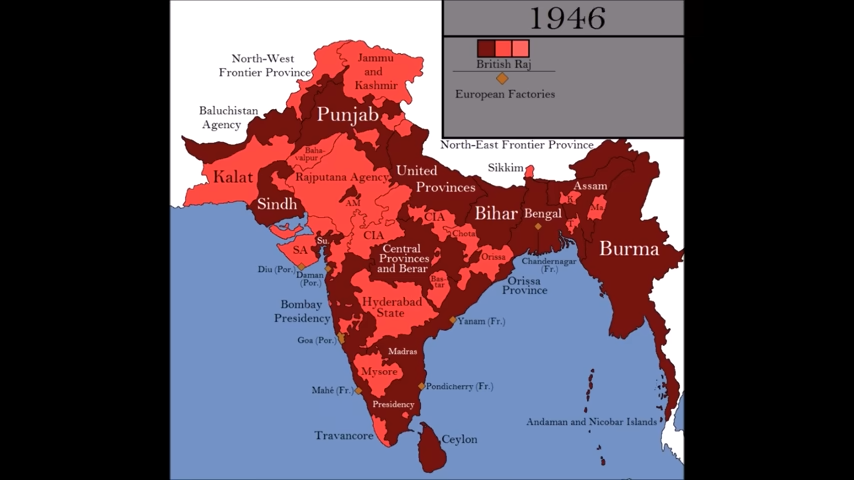 1946
British Raj
European Factories
North-West
Frontier Province
Jammu
and
Kashmir
Baluchistan
Agency
Punjab
North-East Frontier Province
Baha-
valpur
Kalat
Rajputana Agency
United
Provinces
Sikkim
Assam
Sindh
AM
CIA
Bihar
Bengal
K
Ma
T
Chota
CIA
Su.
SA
Central
Provinces
and Berar
Orissa
Burma
Diu (Por.)
Daman
(Por.)
Bas-
tar
Chandernagar
(Fr.)
Orissa
Province
Bombay
Presidency
Hyderabad
State
Yanam (Fr.)
Goa (Por.)
Madras
Mysore
Mahé (Fr.)
Pondicherry (Fr.)
Presidency
Andaman and Nicobar Islands
Travancore
Ceylon